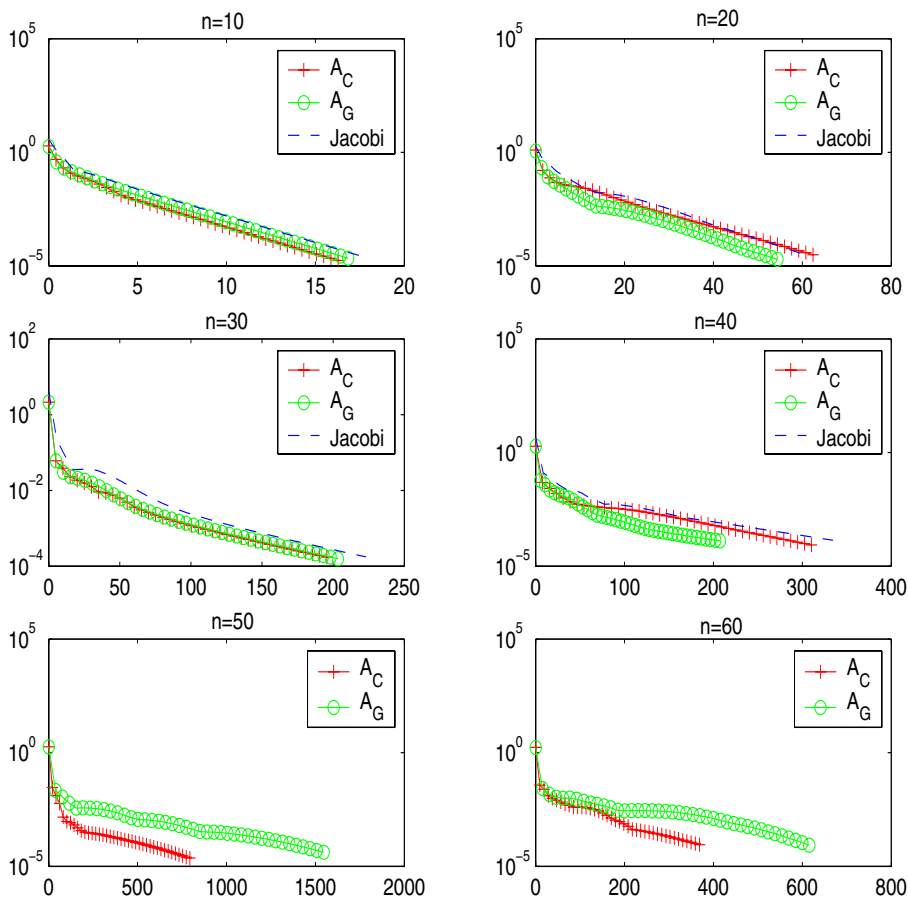 n=10
10^5
10^0
10^-5
0 5 10 15 20
A_C
A_G
Jacobi
n=20
10^5
10^0
10^-5
0 20 40 60 80
A_C
A_G
Jacobi
n=30
10^2
10^0
10^-2
10^-4
0 50 100 150 200 250
A_C
A_G
Jacobi
n=40
10^5
10^0
10^-5
0 100 200 300 400
A_C
A_G
Jacobi
n=50
10^5
10^0
10^-5
0 500 1000 1500 2000
A_C
A_G
n=60
10^5
10^0
10^-5
0 200 400 600 800
A_C
A_G